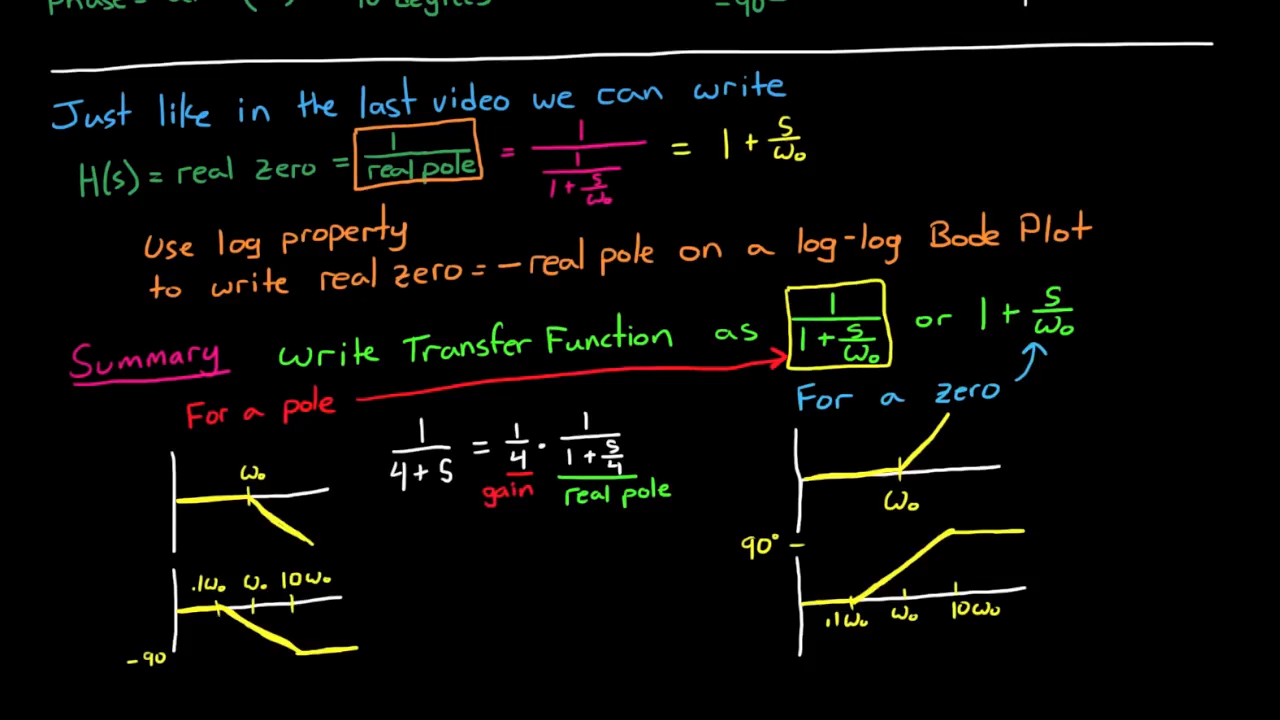 Just like in the last video we can write
H(s) = real zero = 1/real pole = 1/(1/(1+s/ω₀)) = 1 + s/ω₀
Use log property
to write real zero = − real pole on a log-log Bode Plot
Summary Write Transfer Function as 1/(1+s/ω₀) or 1 + s/ω₀
For a pole
For a zero
1/(4+s) = 1/4 · 1/(1+s/4)
gain
real pole
ω₀
.1ω₀ ω₀ 10ω₀
-90
ω₀
90°
.1ω₀ ω₀ 10ω₀